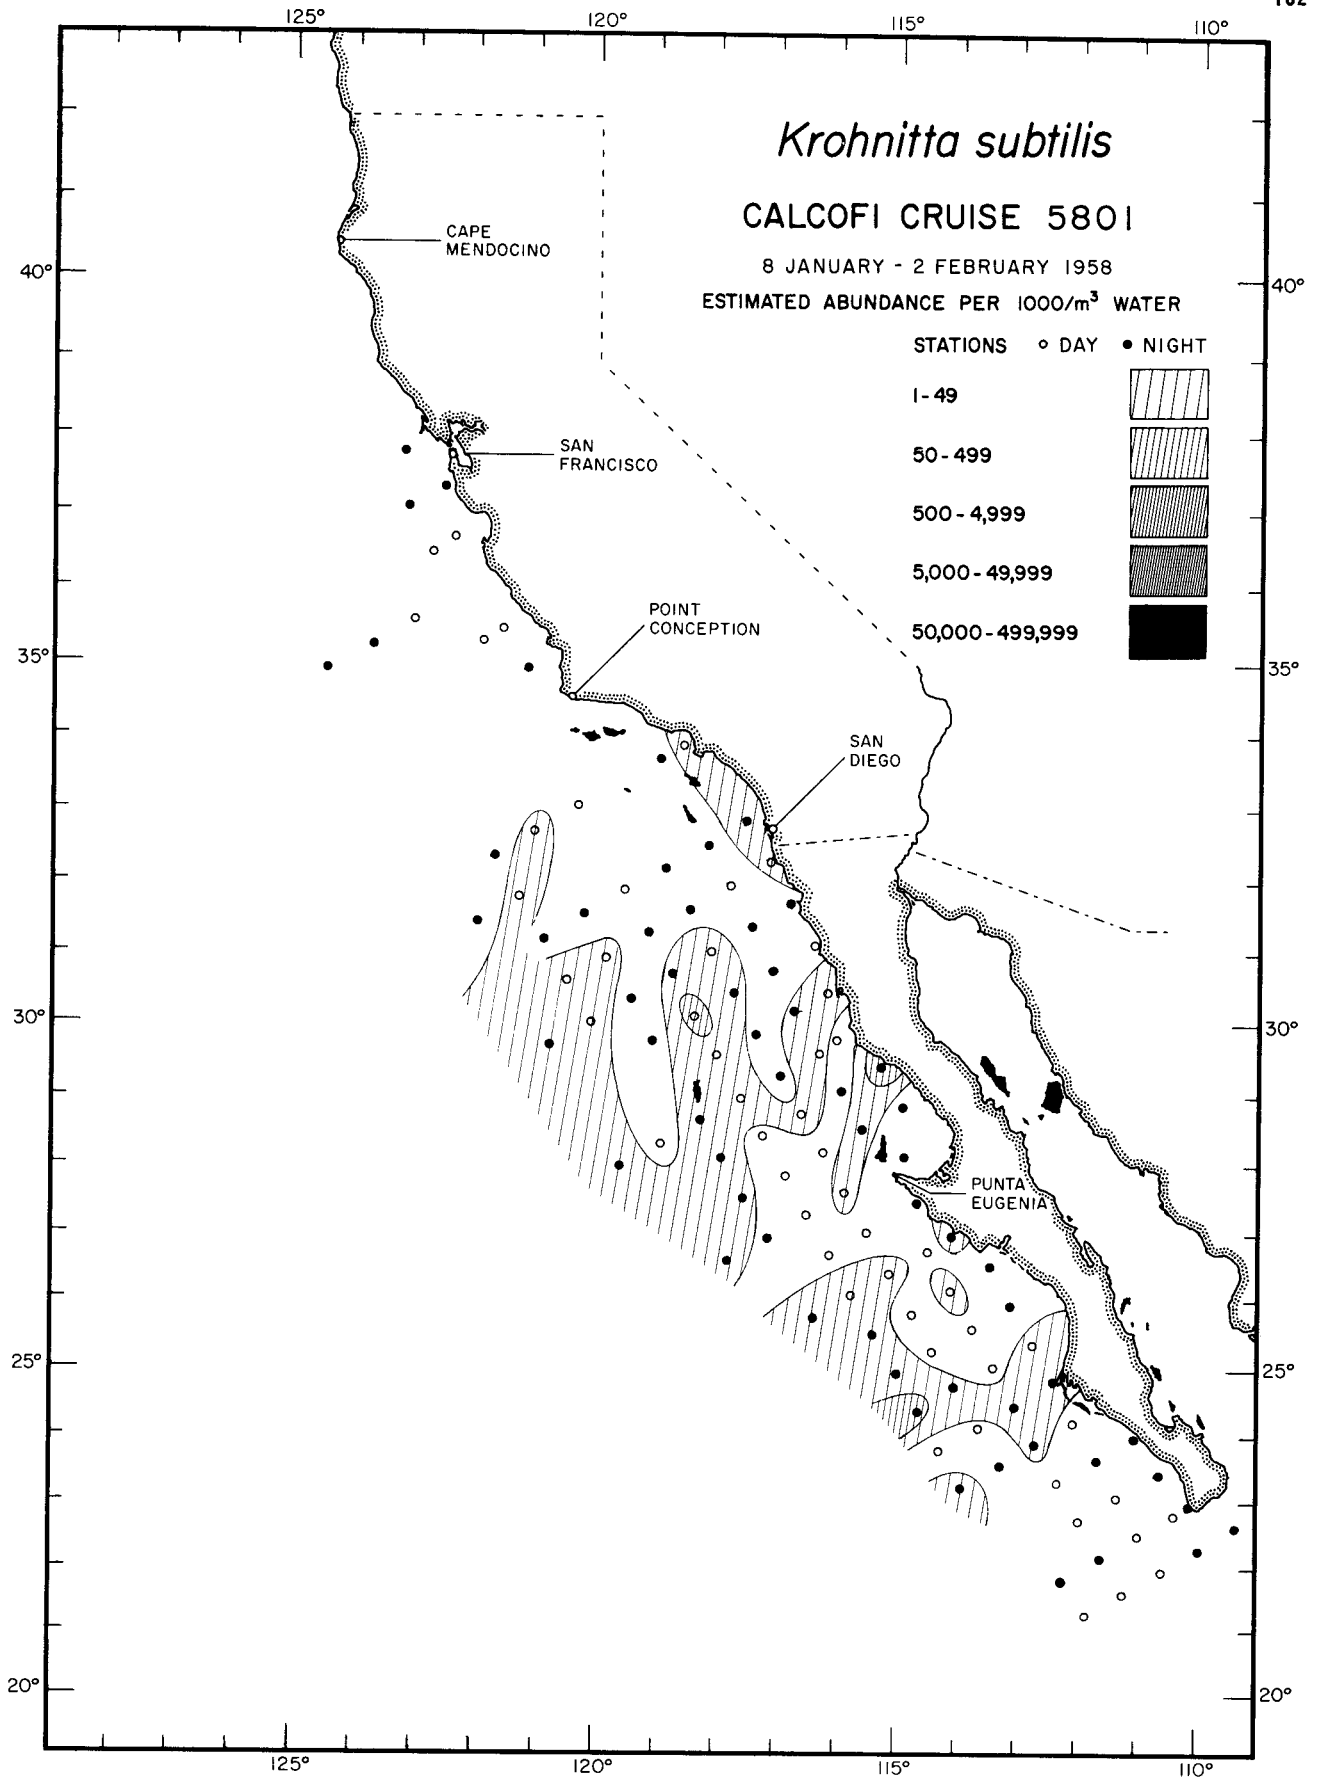 125° 120° 115° 110°
Krohnitta subtilis
CALCOFI CRUISE 5801
8 JANUARY - 2 FEBRUARY 1958
ESTIMATED ABUNDANCE PER 1000/m³ WATER
STATIONS ○ DAY ● NIGHT
1-49
50-499
500-4,999
5,000-49,999
50,000-499,999
CAPE
MENDOCINO
40° 40°
SAN
FRANCISCO
POINT
CONCEPTION
35° 35°
SAN
DIEGO
30° 30°
PUNTA
EUGENIA
25° 25°
20° 20°
125° 120° 115° 110°